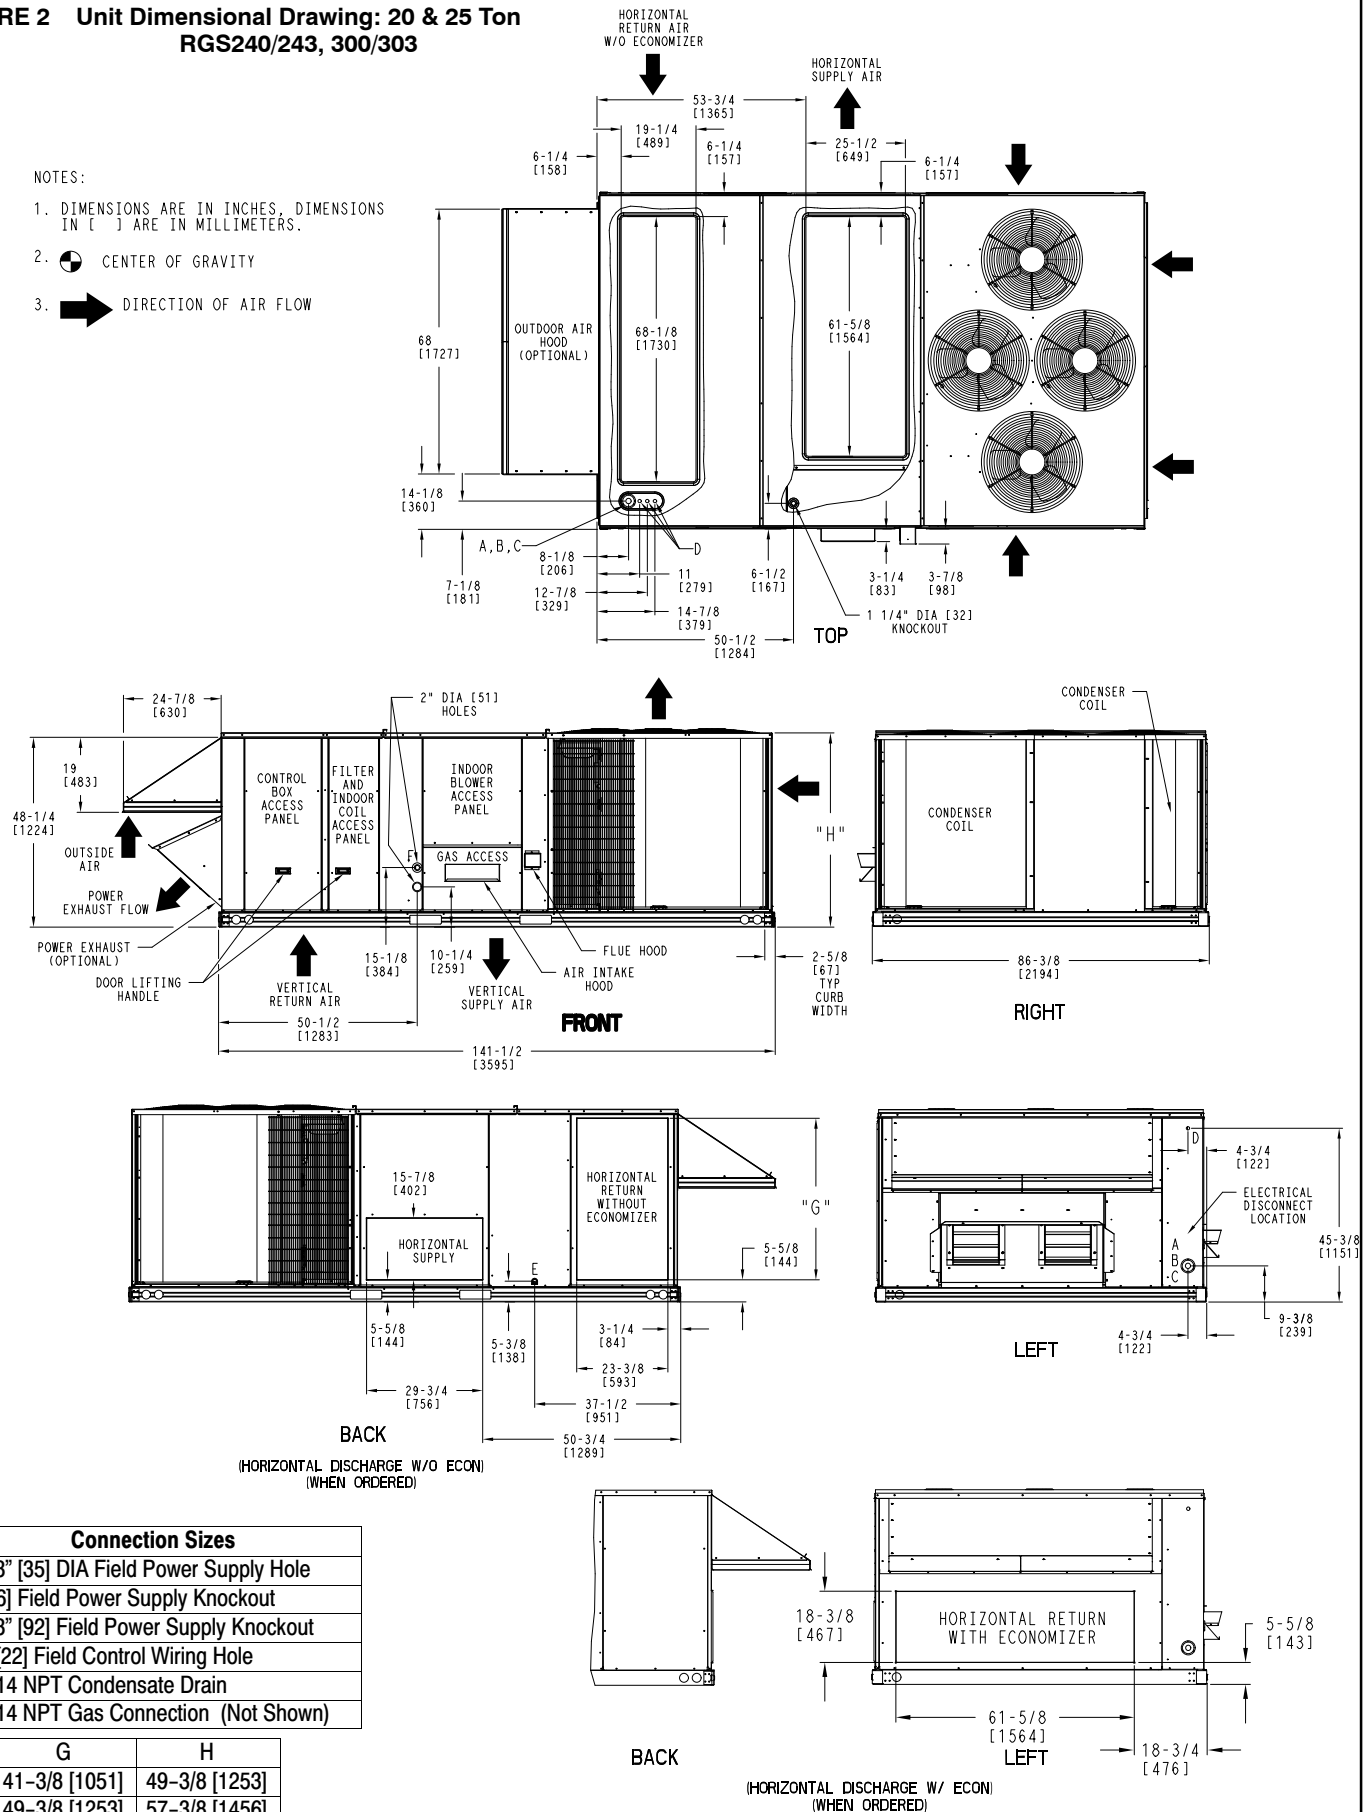 RE 2 Unit Dimensional Drawing: 20 & 25 Ton
RGS240/243, 300/303
NOTES:
1. DIMENSIONS ARE IN INCHES, DIMENSIONS
IN [ ] ARE IN MILLIMETERS.
2. CENTER OF GRAVITY
3. DIRECTION OF AIR FLOW
HORIZONTAL
RETURN AIR
W/O ECONOMIZER
HORIZONTAL
SUPPLY AIR
53-3/4
[1365]
19-1/4
[489]
6-1/4
[158]
6-1/4
[157]
25-1/2
[649]
6-1/4
[157]
OUTDOOR AIR
HOOD
(OPTIONAL)
68
[1727]
68-1/8
[1730]
61-5/8
[1564]
14-1/8
[360]
A,B,C
D
8-1/8
[206]
7-1/8
[181]
11
[279]
12-7/8
[329]
14-7/8
[379]
6-1/2
[167]
3-1/4
[83]
3-7/8
[98]
50-1/2
[1284]
1 1/4" DIA [32]
KNOCKOUT
TOP
24-7/8
[630]
2" DIA [51]
HOLES
19
[483]
48-1/4
[1224]
CONTROL
BOX
ACCESS
PANEL
FILTER
AND
INDOOR
COIL
ACCESS
PANEL
INDOOR
BLOWER
ACCESS
PANEL
F
GAS ACCESS
"H"
OUTSIDE
AIR
POWER
EXHAUST FLOW
POWER EXHAUST
(OPTIONAL)
DOOR LIFTING
HANDLE
VERTICAL
RETURN AIR
15-1/8
[384]
10-1/4
[259]
VERTICAL
SUPPLY AIR
FLUE HOOD
AIR INTAKE
HOOD
2-5/8
[67]
TYP
CURB
WIDTH
50-1/2
[1283]
FRONT
141-1/2
[3595]
CONDENSER
COIL
CONDENSER
COIL
86-3/8
[2194]
RIGHT
15-7/8
[402]
HORIZONTAL
SUPPLY
HORIZONTAL
RETURN
WITHOUT
ECONOMIZER
E
"G"
5-5/8
[144]
5-5/8
[144]
5-3/8
[138]
3-1/4
[84]
23-3/8
[593]
29-3/4
[756]
37-1/2
[951]
50-3/4
[1289]
BACK
(HORIZONTAL DISCHARGE W/O ECON)
(WHEN ORDERED)
D
4-3/4
[122]
ELECTRICAL
DISCONNECT
LOCATION
A
B
C
45-3/8
[1151]
9-3/8
[239]
4-3/4
[122]
LEFT
Connection Sizes
8” [35] DIA Field Power Supply Hole
6] Field Power Supply Knockout
8” [92] Field Power Supply Knockout
[22] Field Control Wiring Hole
14 NPT Condensate Drain
14 NPT Gas Connection (Not Shown)
G H
41-3/8 [1051] 49-3/8 [1253]
49-3/8 [1253] 57-3/8 [1456]
18-3/8
[467]
HORIZONTAL RETURN
WITH ECONOMIZER
5-5/8
[143]
61-5/8
[1564]
18-3/4
[476]
BACK
LEFT
(HORIZONTAL DISCHARGE W/ ECON)
(WHEN ORDERED)